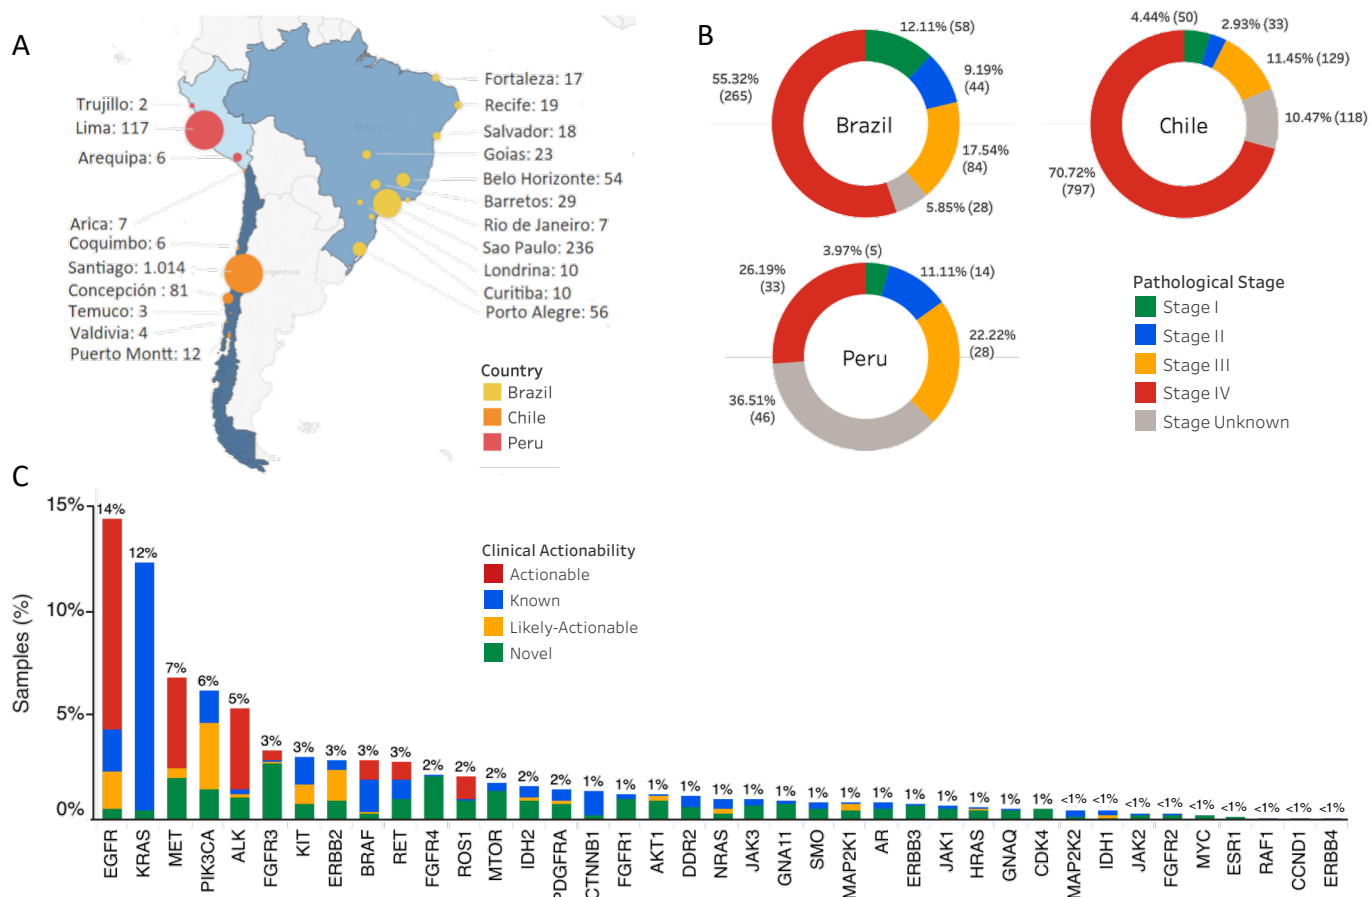 A
Trujillo: 2
Lima: 117
Arequipa: 6
Arica: 7
Coquimbo: 6
Santiago: 1.014
Concepción : 81
Temuco: 3
Valdivia: 4
Puerto Montt: 12
Brazil
Argentina
Fortaleza: 17
Recife: 19
Salvador: 18
Goias: 23
Belo Horizonte: 54
Barretos: 29
Rio de Janeiro: 7
Sao Paulo: 236
Londrina: 10
Curitiba: 10
Porto Alegre: 56
Country
Brazil
Chile
Peru
B
12.11% (58)
9.19%
(44)
17.54%
(84)
5.85% (28)
55.32%
(265)
Brazil
4.44% (50)
2.93% (33)
11.45% (129)
10.47% (118)
70.72%
(797)
Chile
3.97% (5)
11.11% (14)
22.22%
(28)
36.51%
(46)
26.19%
(33)
Peru
Pathological Stage
Stage I
Stage II
Stage III
Stage IV
Stage Unknown
C
Samples (%)
15%
10%
5%
0%
Clinical Actionability
Actionable
Known
Likely-Actionable
Novel
14% 12% 7% 6% 5% 3% 3% 3% 3% 3% 2% 2% 2% 2% 2% 1% 1% 1% 1% 1% 1% 1% 1% 1% 1% 1% 1% 1% 1% 1% <1% <1% <1% <1% <1% <1% <1% <1% <1%
EGFR KRAS MET PIK3CA ALK FGFR3 KIT ERBB2 BRAF RET FGFR4 ROS1 MTOR IDH2 PDGFRA CTNNB1 FGFR1 AKT1 DDR2 NRAS JAK3 GNA11 SMO MAP2K1 AR ERBB3 JAK1 HRAS GNAQ CDK4 MAP2K2 IDH1 JAK2 FGFR2 MYC ESR1 RAF1 CCND1 ERBB4